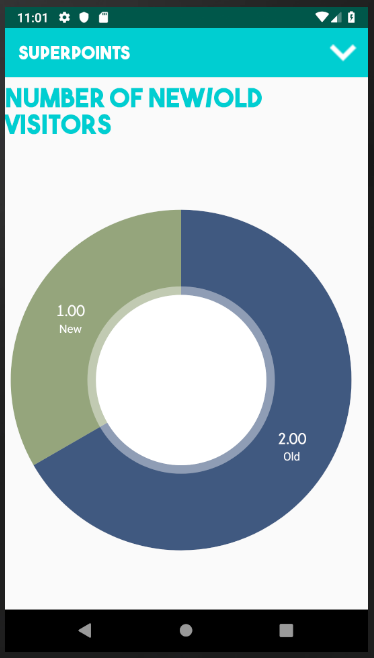 11:01
SUPERPOINTS
NUMBER OF NEW/OLD
VISITORS
1.00
New
2.00
Old